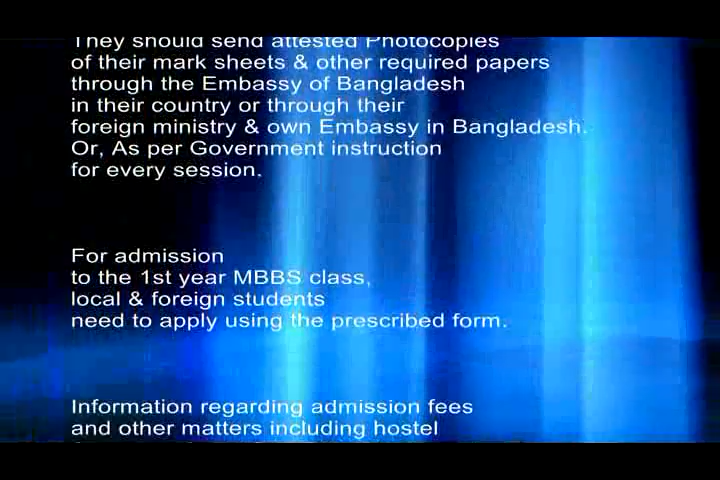 They should send attested Photocopies
of their mark sheets & other required papers
through the Embassy of Bangladesh
in their country or through their
foreign ministry & own Embassy in Bangladesh.
Or, As per Government instruction
for every session.
For admission
to the 1st year MBBS class,
local & foreign students
need to apply using the prescribed form.
Information regarding admission fees
and other matters including hostel